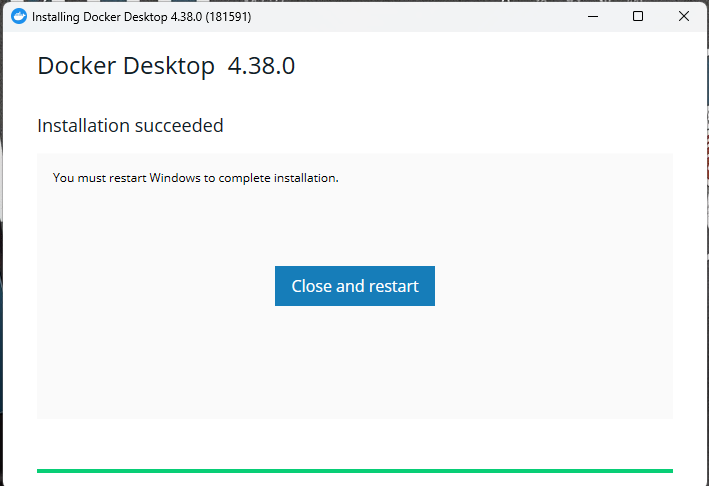 Installing Docker Desktop 4.38.0 (181591)
Docker Desktop 4.38.0
Installation succeeded
You must restart Windows to complete installation.
Close and restart